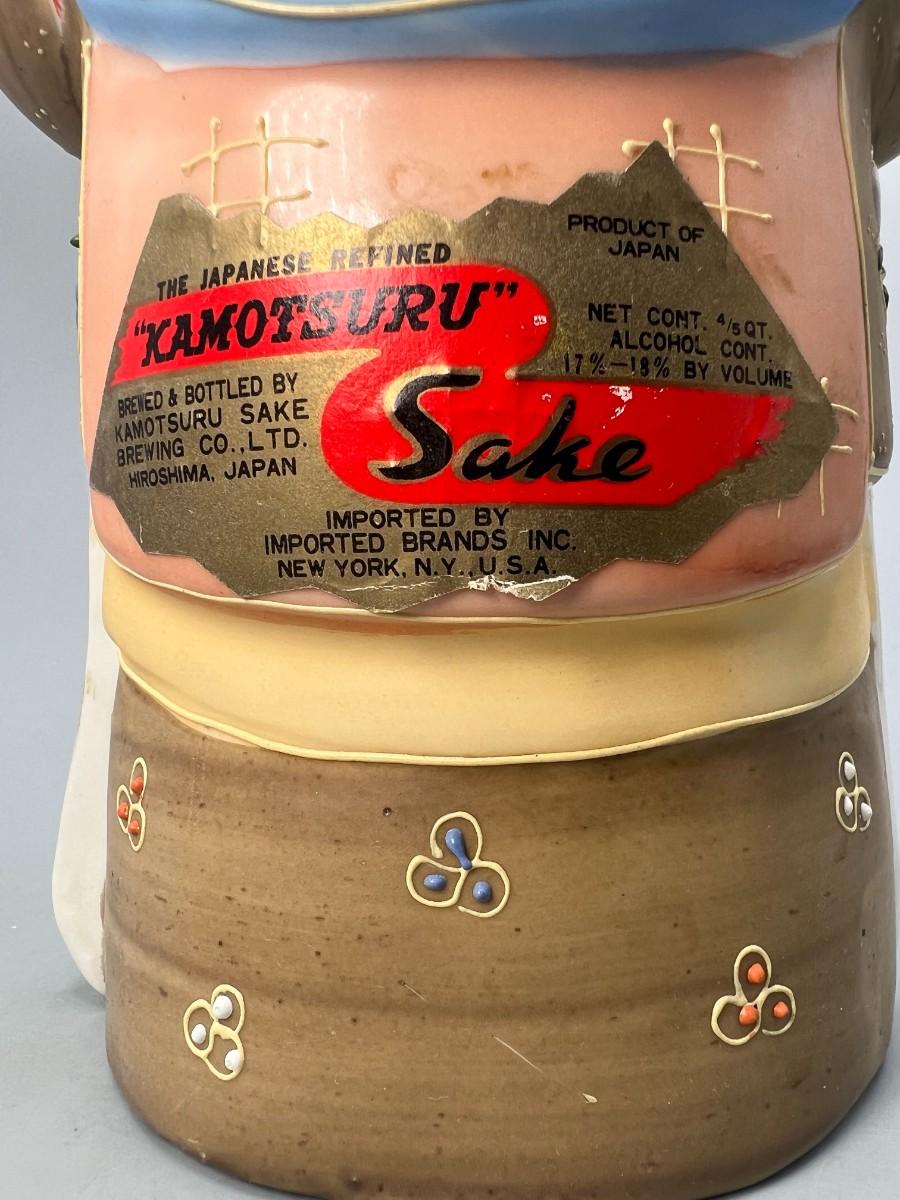 THE JAPANESE REFINED
"KAMOTSURU"
Sake
BREWED & BOTTLED BY
KAMOTSURU SAKE
BREWING CO.,LTD.
HIROSHIMA, JAPAN
PRODUCT OF
JAPAN
NET CONT. 4/5 QT.
ALCOHOL CONT.
17%–18% BY VOLUME
IMPORTED BY
IMPORTED BRANDS INC.
NEW YORK, N.Y., U.S.A.